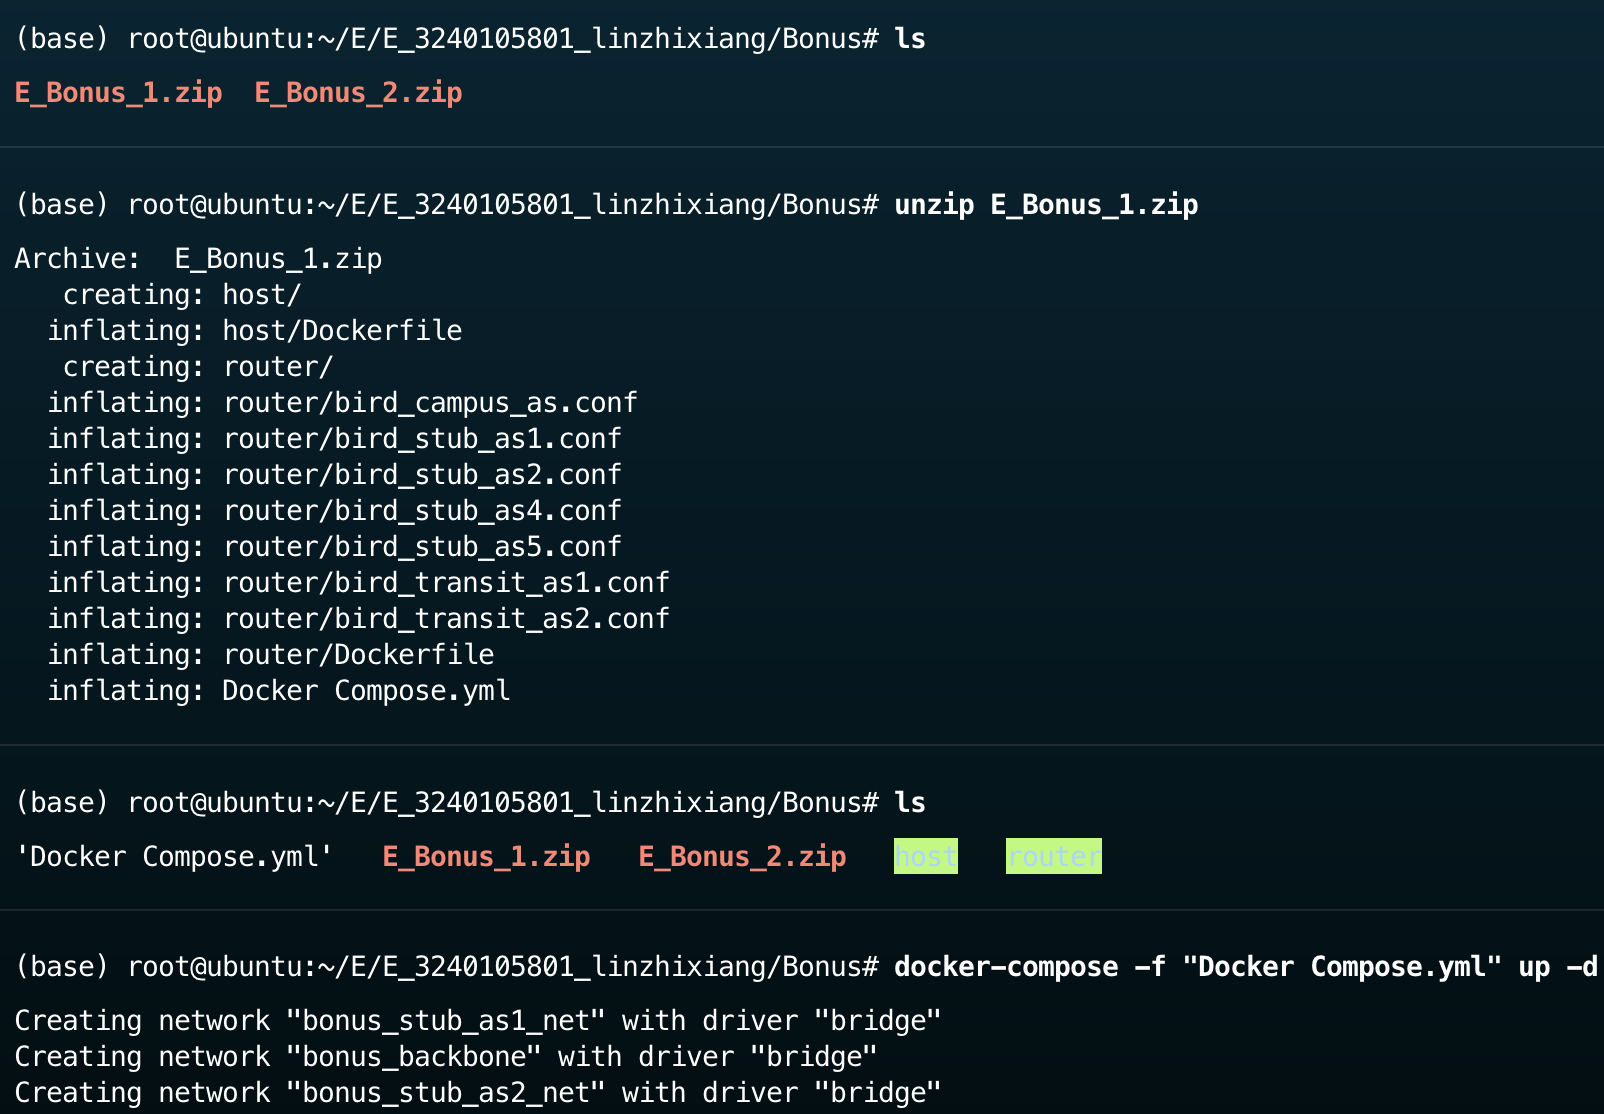 (base) root@ubuntu:~/E/E_3240105801_linzhixiang/Bonus# ls
E_Bonus_1.zip  E_Bonus_2.zip
(base) root@ubuntu:~/E/E_3240105801_linzhixiang/Bonus# unzip E_Bonus_1.zip
Archive:  E_Bonus_1.zip
   creating: host/
  inflating: host/Dockerfile
   creating: router/
  inflating: router/bird_campus_as.conf
  inflating: router/bird_stub_as1.conf
  inflating: router/bird_stub_as2.conf
  inflating: router/bird_stub_as4.conf
  inflating: router/bird_stub_as5.conf
  inflating: router/bird_transit_as1.conf
  inflating: router/bird_transit_as2.conf
  inflating: router/Dockerfile
  inflating: Docker Compose.yml
(base) root@ubuntu:~/E/E_3240105801_linzhixiang/Bonus# ls
'Docker Compose.yml'   E_Bonus_1.zip   E_Bonus_2.zip   host   router
(base) root@ubuntu:~/E/E_3240105801_linzhixiang/Bonus# docker-compose -f "Docker Compose.yml" up -d
Creating network "bonus_stub_as1_net" with driver "bridge"
Creating network "bonus_backbone" with driver "bridge"
Creating network "bonus_stub_as2_net" with driver "bridge"